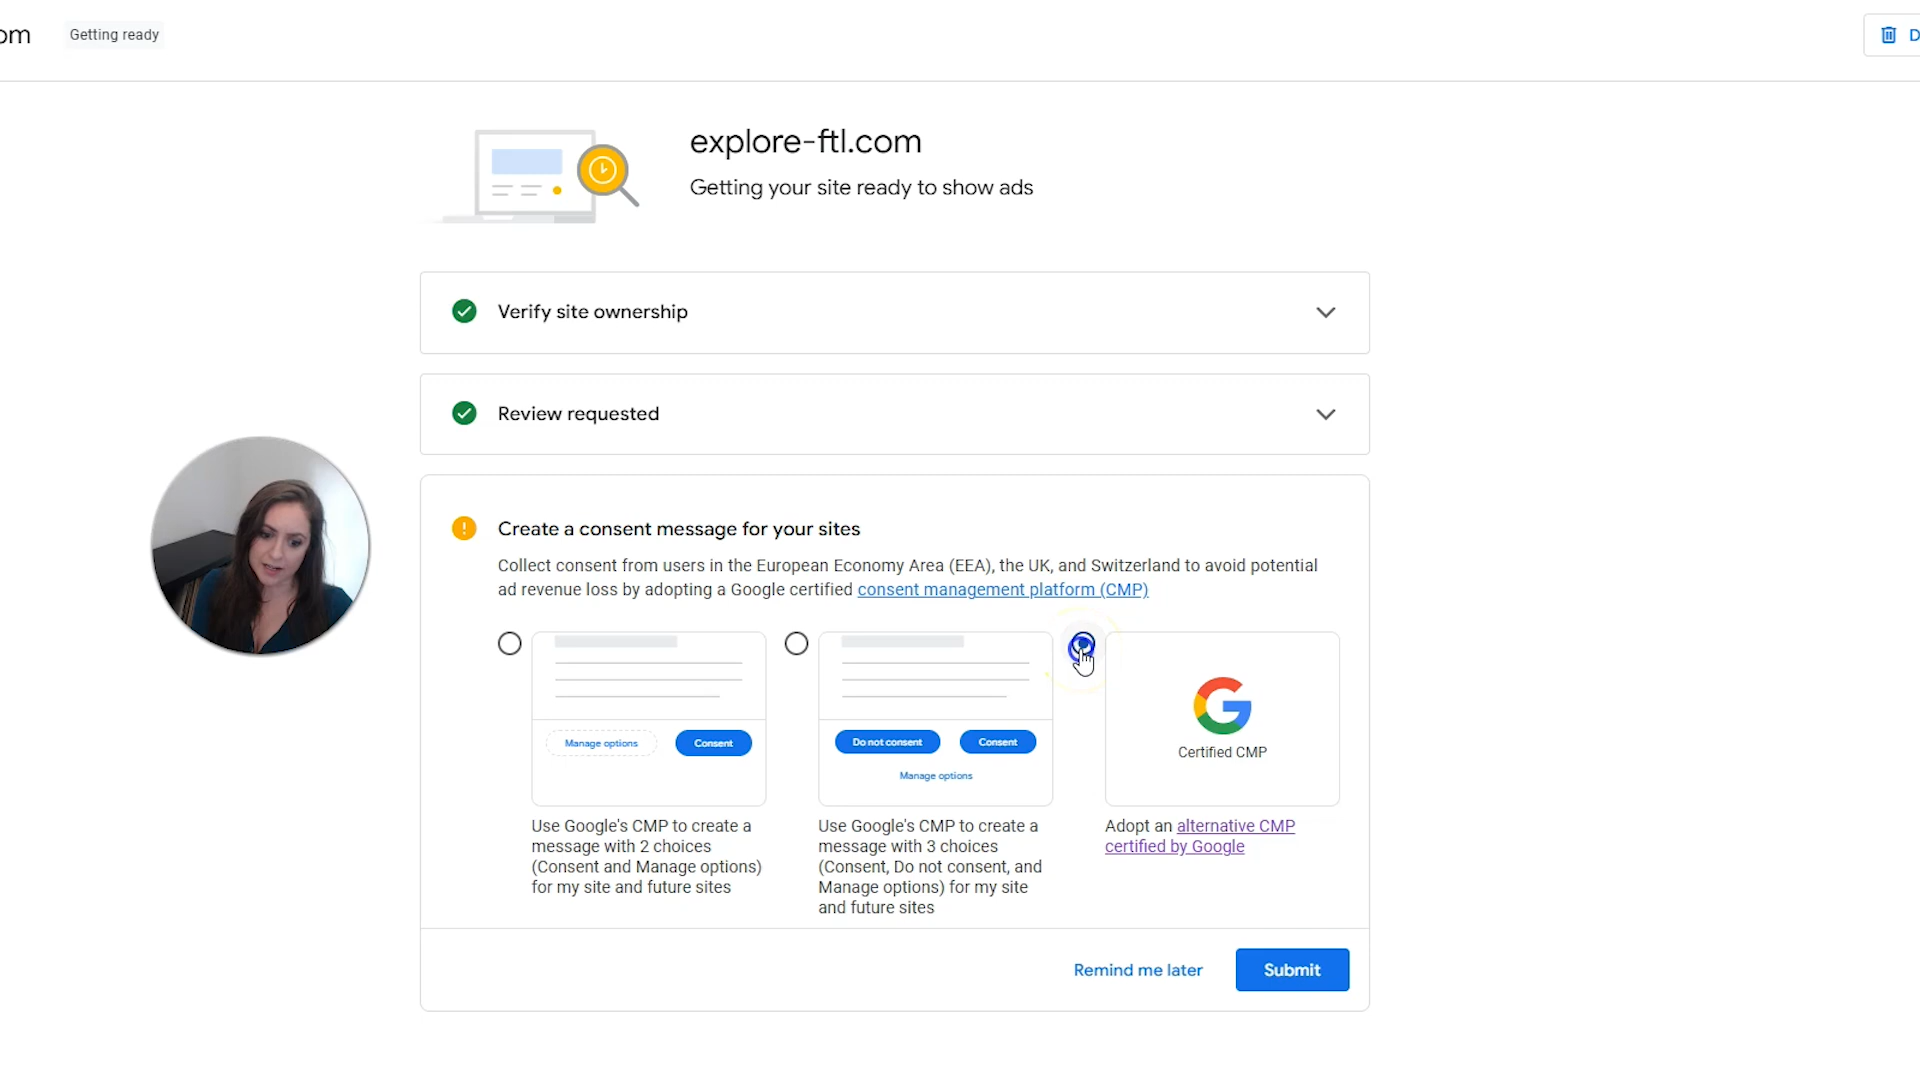 om
Getting ready
D
explore-ftl.com
Getting your site ready to show ads
Verify site ownership
Review requested
Create a consent message for your sites
Collect consent from users in the European Economy Area (EEA), the UK, and Switzerland to avoid potential
ad revenue loss by adopting a Google certified consent management platform (CMP)
Manage options
Consent
Do not consent
Consent
Manage options
Certified CMP
Use Google's CMP to create a
message with 2 choices
(Consent and Manage options)
for my site and future sites
Use Google's CMP to create a
message with 3 choices
(Consent, Do not consent, and
Manage options) for my site
and future sites
Adopt an alternative CMP
certified by Google
Remind me later
Submit